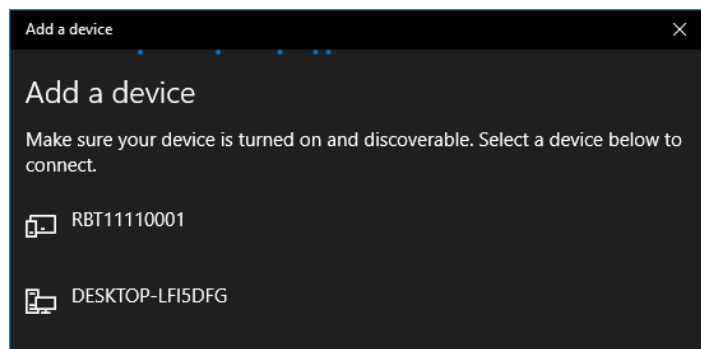 Add a device
Add a device
Make sure your device is turned on and discoverable. Select a device below to
connect.
RBT11110001
DESKTOP-LFI5DFG